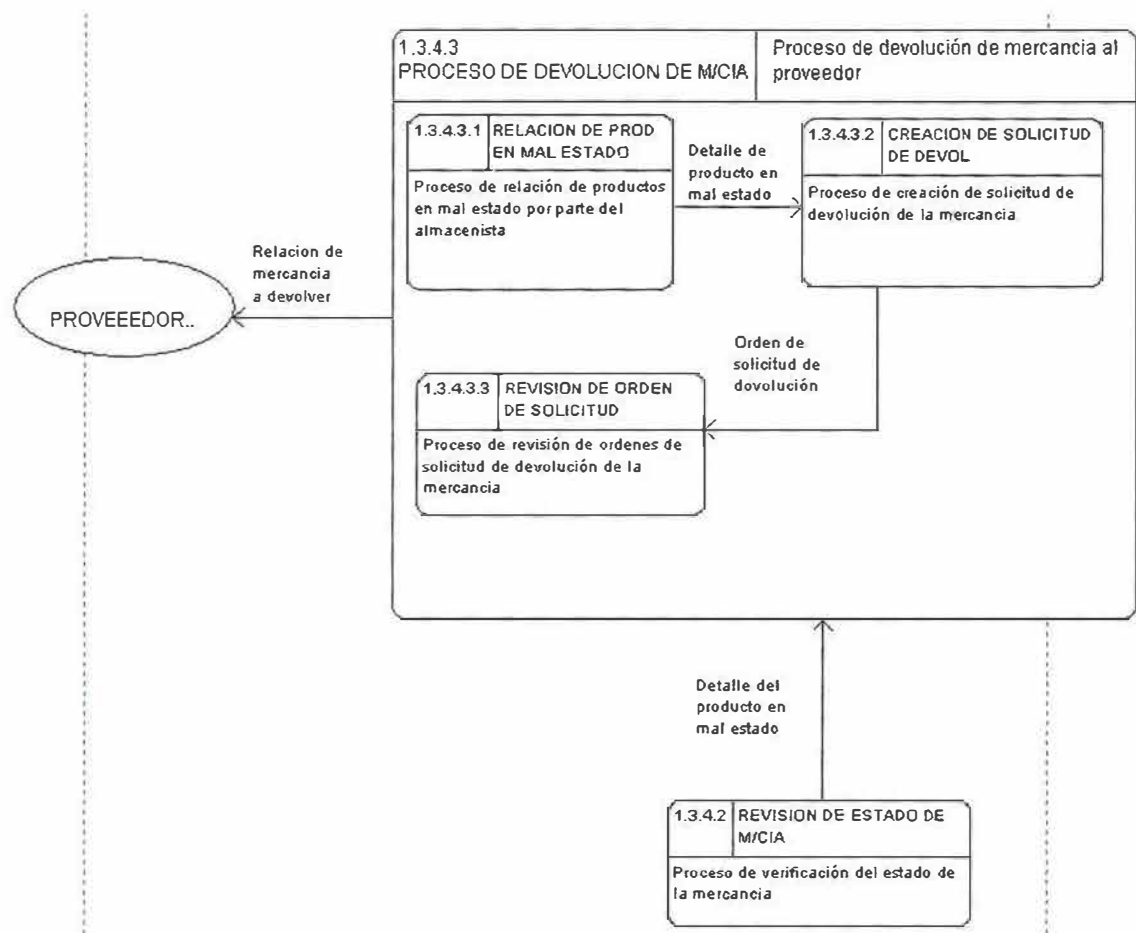 1.3.4.3
PROCESO DE DEVOLUCION DE M/CIA
Proceso de devolución de mercancia al
proveedor
1.3.4.3.1
RELACION DE PROD
EN MAL ESTADO
Proceso de relación de productos
en mal estado por parte del
almacenista
Detalle de
producto en
mal estado
1.3.4.3.2
CREACION DE SOLICITUD
DE DEVOL
Proceso de creación de solicitud de
devolución de la mercancia
Relacion de
mercancia
a devolver
PROVEEEDOR..
Orden de
solicitud de
dovolución
1.3.4.3.3
REVISION DE ORDEN
DE SOLICITUD
Proceso de revisión de ordenes de
solicitud de devolución de la
mercancia
Detalle del
producto en
mal estado
1.3.4.2
REVISION DE ESTADO DE
M/CIA
Proceso de verificación del estado de
la mercancia